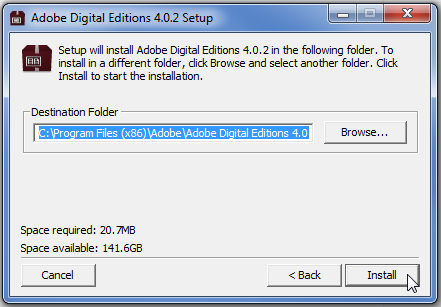 Adobe Digital Editions 4.0.2 Setup
Setup will install Adobe Digital Editions 4.0.2 in the following folder. To
install in a different folder, click Browse and select another folder. Click
Install to start the installation.
Destination Folder
C:\Program Files (x86)\Adobe\Adobe Digital Editions 4.0
Browse...
Space required: 20.7MB
Space available: 141.6GB
Cancel
< Back
Install